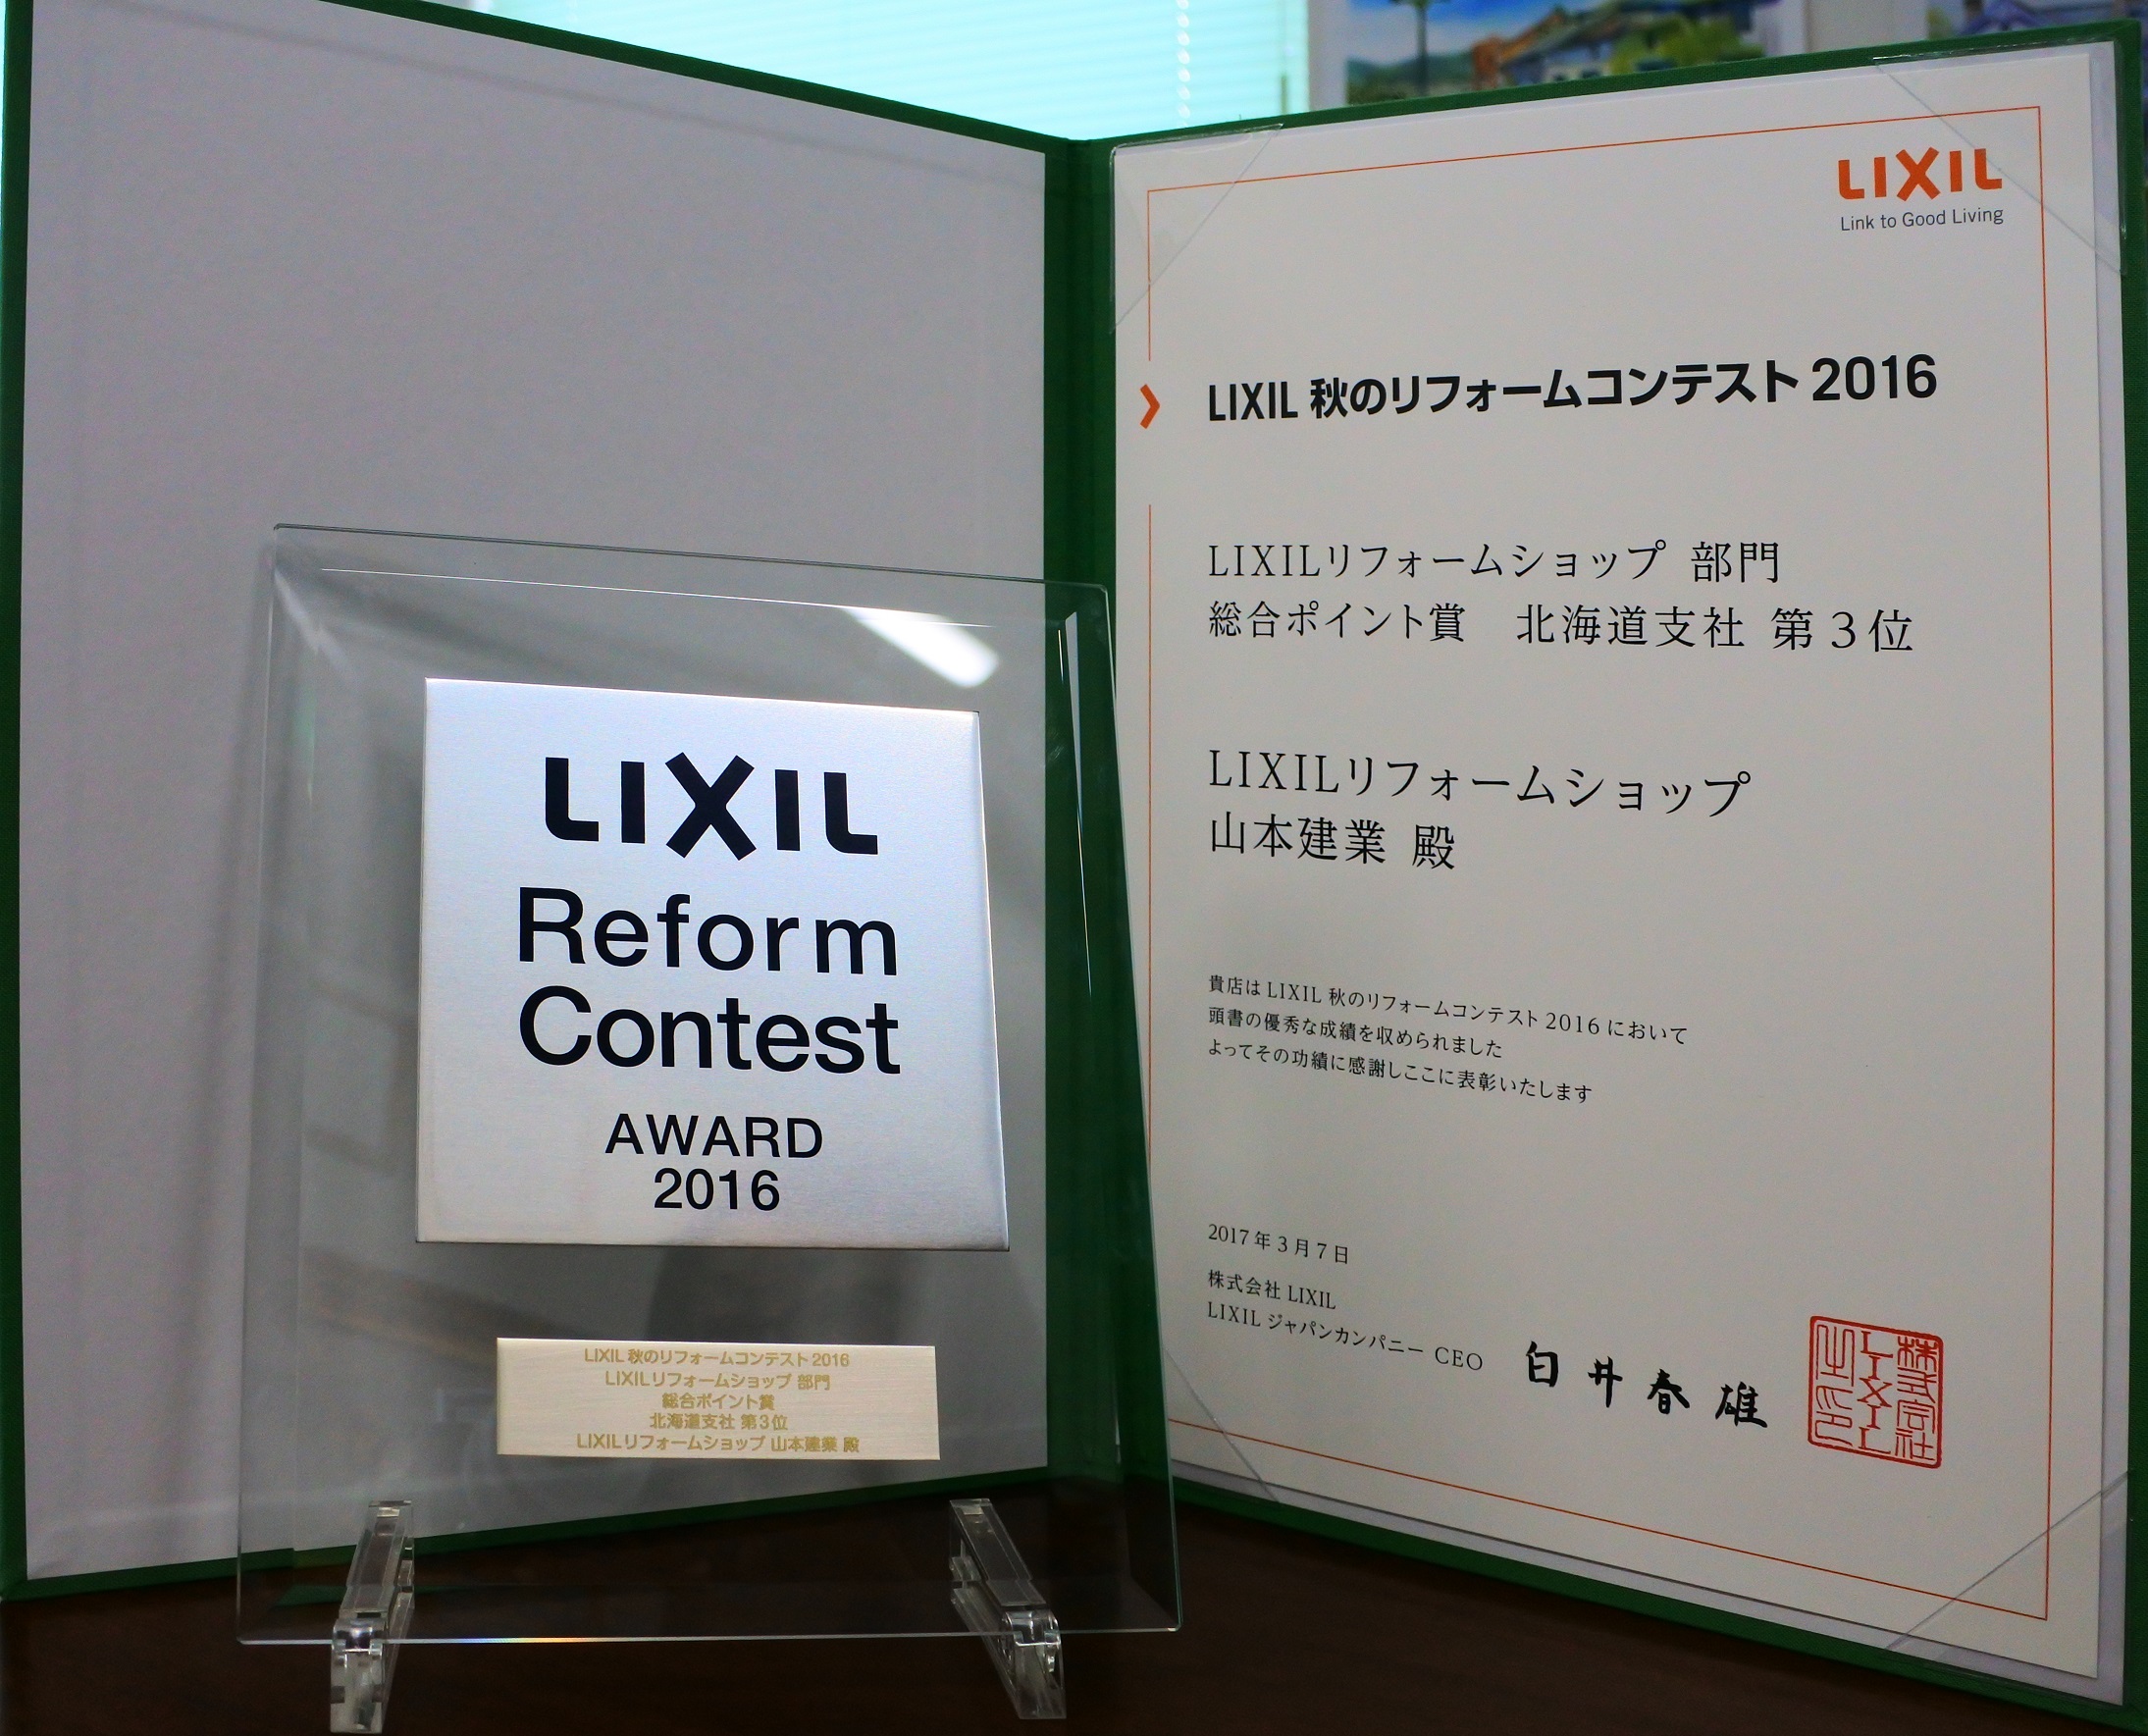 LIXIL
Reform
Contest
AWARD
2016
LIXIL 秋のリフォームコンテスト2016
LIXILリフォームショップ 部門
総合ポイント賞
北海道支社 第3位
LIXILリフォームショップ 山本建業 殿
LIXIL
Link to Good Living
LIXIL 秋のリフォームコンテスト 2016
LIXILリフォームショップ 部門
総合ポイント賞 北海道支社 第3位
LIXILリフォームショップ
山本建業 殿
貴店は LIXIL 秋のリフォームコンテスト 2016 において
頭書の優秀な成績を収められました
よってその功績に感謝しここに表彰いたします
2017年3月7日
株式会社 LIXIL
LIXIL ジャパンカンパニー CEO 白井春雄
株式会社
LIXIL
之印